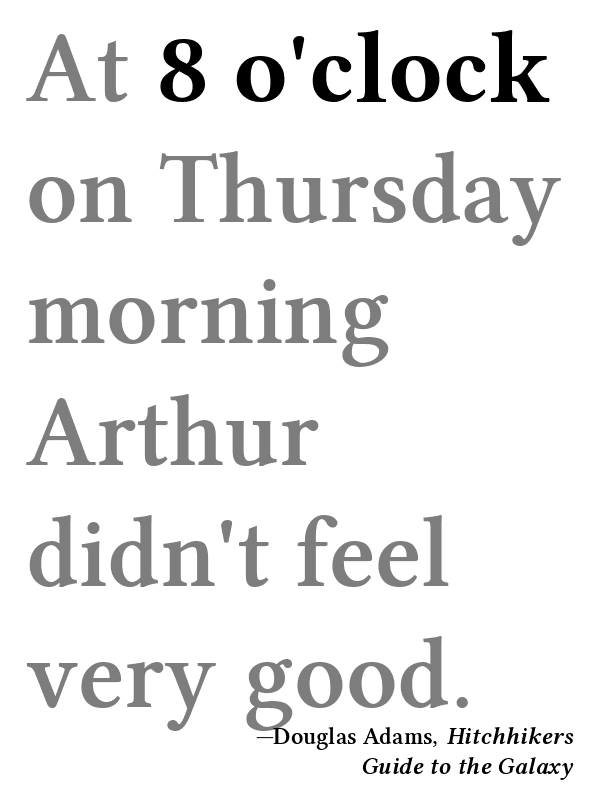 At 8 o'clock
on Thursday
morning
Arthur
didn't feel
very good.
—Douglas Adams, Hitchhikers
Guide to the Galaxy